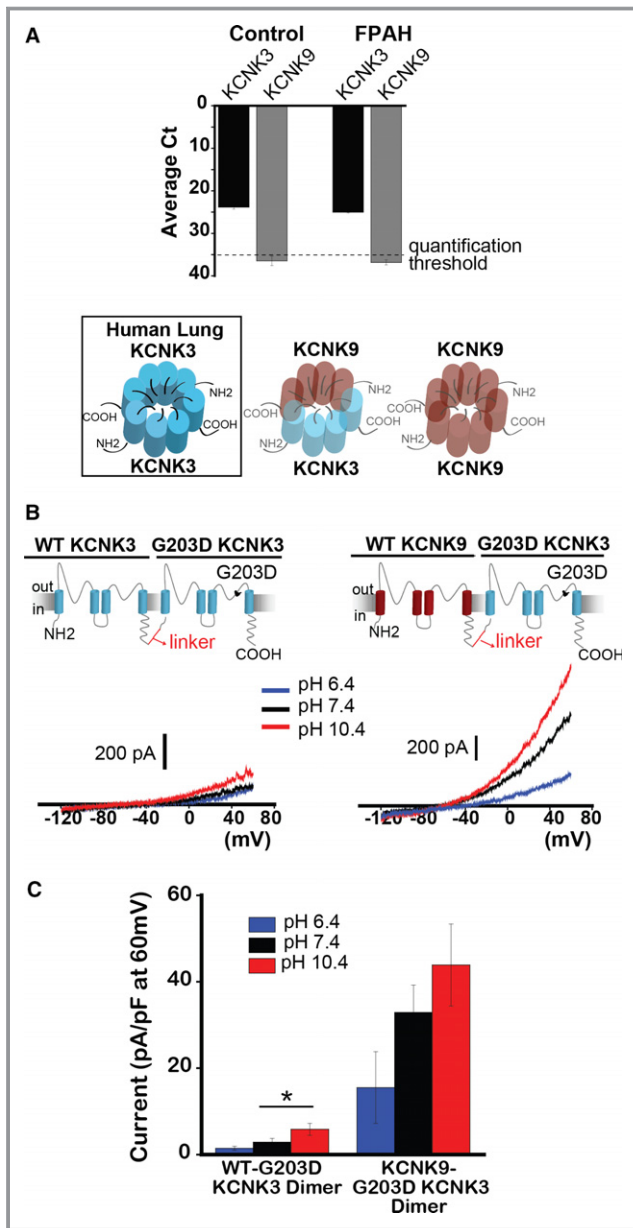 A
Control FPAH
KCNK3 KCNK9 KCNK3 KCNK9
Average Ct
0
10
20
30
40
quantification
threshold
Human Lung
KCNK3
NH2
COOH
COOH
NH2
KCNK3
KCNK9
NH2
COOH
COOH
NH2
KCNK3
KCNK9
NH2
COOH
COOH
NH2
KCNK9
B
WT KCNK3 G203D KCNK3
G203D
out
in
NH2
linker
COOH
WT KCNK9 G203D KCNK3
G203D
out
in
NH2
linker
COOH
pH 6.4
pH 7.4
pH 10.4
200 pA
-120 -80 -40 0 40 80
(mV)
200 pA
-120 -80 -40 0 40 80
(mV)
C
Current (pA/pF at 60mV)
60
40
20
0
pH 6.4
pH 7.4
pH 10.4
*
WT-G203D
KCNK3 Dimer
KCNK9-
G203D KCNK3
Dimer